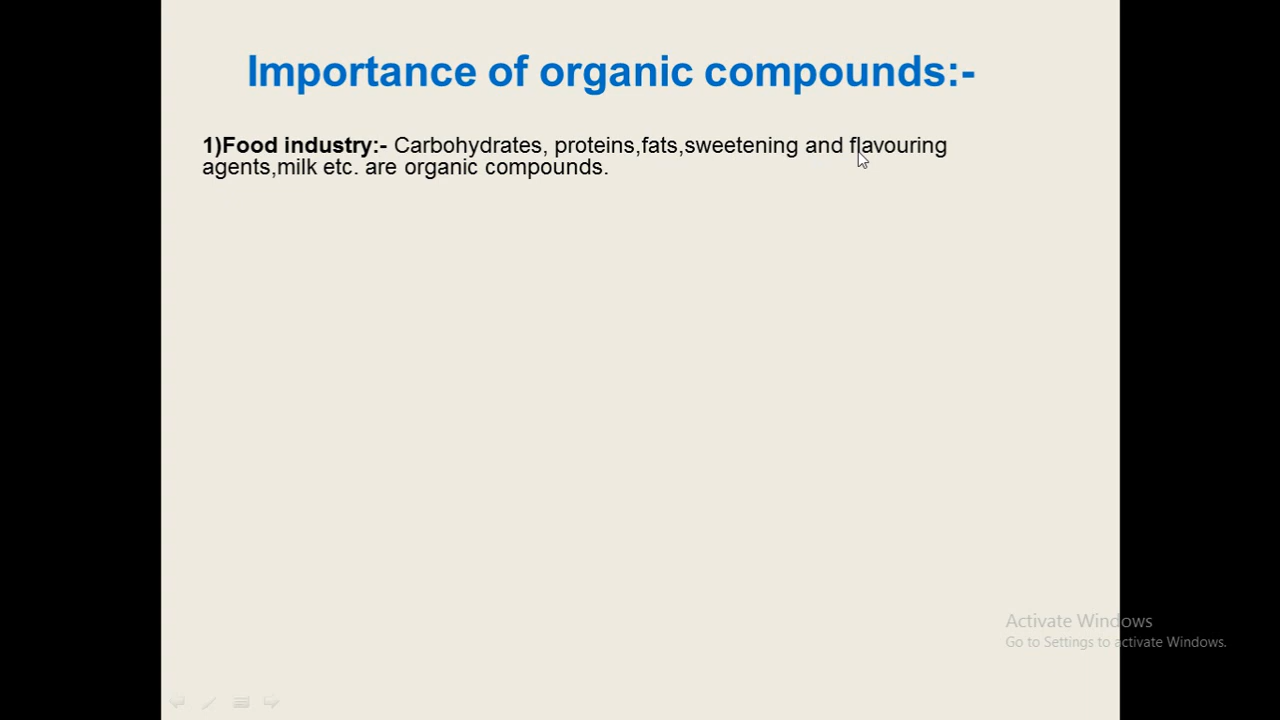 Importance of organic compounds:-
1)Food industry:- Carbohydrates, proteins,fats,sweetening and flavouring
agents,milk etc. are organic compounds.
Activate Windows
Go to Settings to activate Windows.